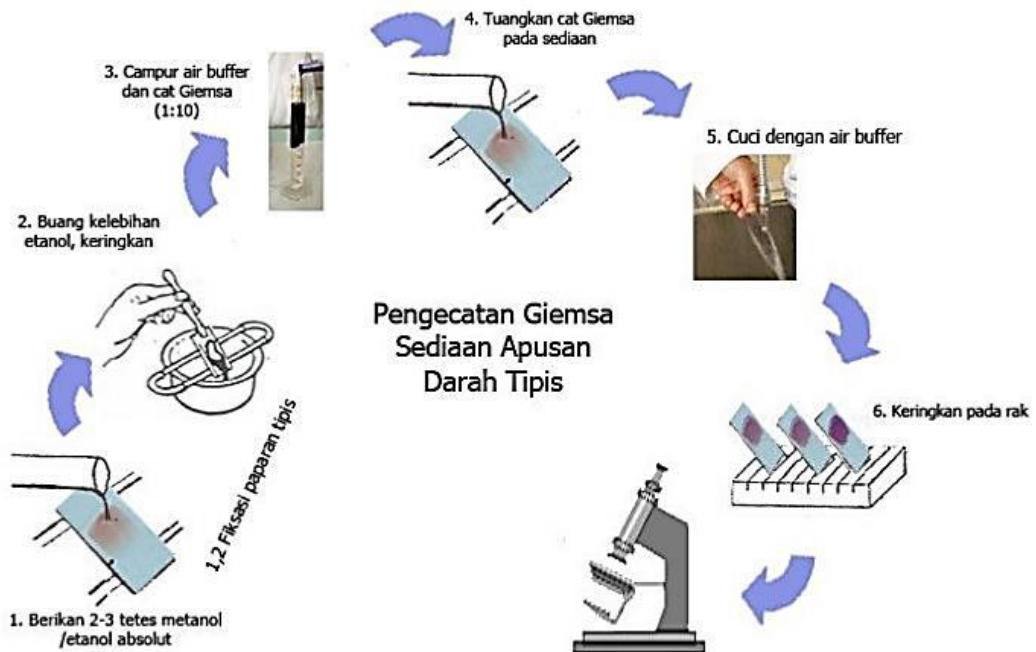 4. Tuangkan cat Giemsa
pada sediaan
3. Campur air buffer
dan cat Giemsa
(1:10)
5. Cuci dengan air buffer
2. Buang kelebihan
etanol, keringkan
Pengecatan Giemsa
Sediaan Apusan
Darah Tipis
6. Keringkan pada rak
1,2 Fiksasi paparan tipis
1. Berikan 2-3 tetes metanol
/etanol absolut